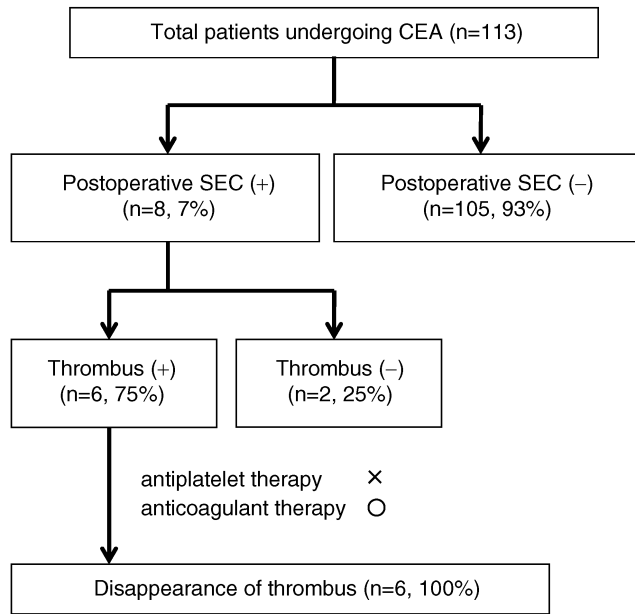 Total patients undergoing CEA (n=113)
Postoperative SEC (+)
(n=8, 7%)
Postoperative SEC (−)
(n=105, 93%)
Thrombus (+)
(n=6, 75%)
Thrombus (−)
(n=2, 25%)
antiplatelet therapy ×
anticoagulant therapy ○
Disappearance of thrombus (n=6, 100%)